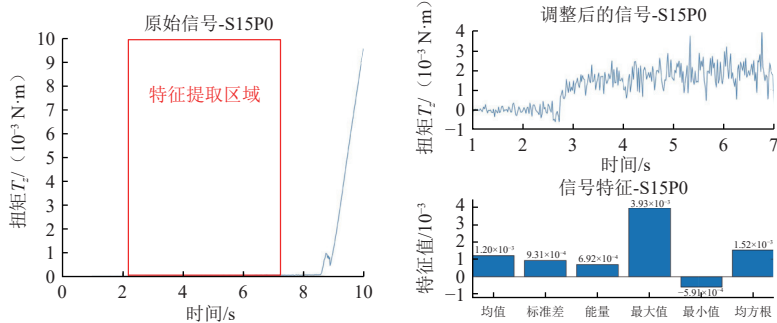 原始信号-S15P0
扭矩Tz/（10⁻³ N·m）
10
9
8
7
6
5
4
3
2
1
0
特征提取区域
0 2 4 6 8 10
时间/s
调整后的信号-S15P0
扭矩Tz/（10⁻³ N·m）
4
3
2
1
0
−1
1 2 3 4 5 6 7
时间/s
信号特征-S15P0
特征值/10⁻³
4
3
2
1
0
−1
1.20×10⁻³ 9.31×10⁻⁴ 6.92×10⁻⁴ 3.93×10⁻³ −5.91×10⁻⁴ 1.52×10⁻³
均值 标准差 能量 最大值 最小值 均方根